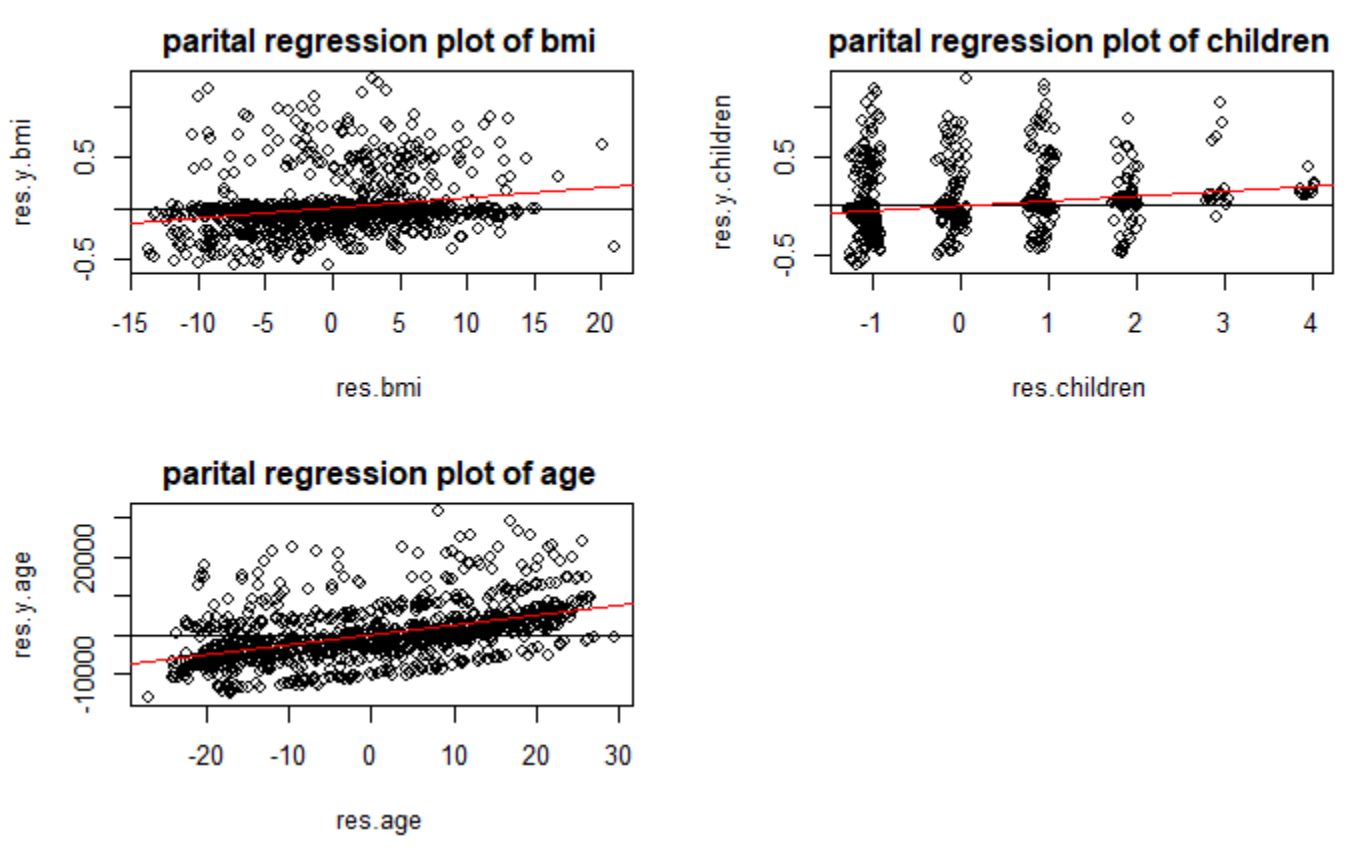 parital regression plot of bmi
res.y.bmi
0.5
-0.5
-15 -10 -5 0 5 10 15 20
res.bmi
parital regression plot of children
res.y.children
0.5
-0.5
-1 0 1 2 3 4
res.children
parital regression plot of age
res.y.age
20000
-10000
-20 -10 0 10 20 30
res.age